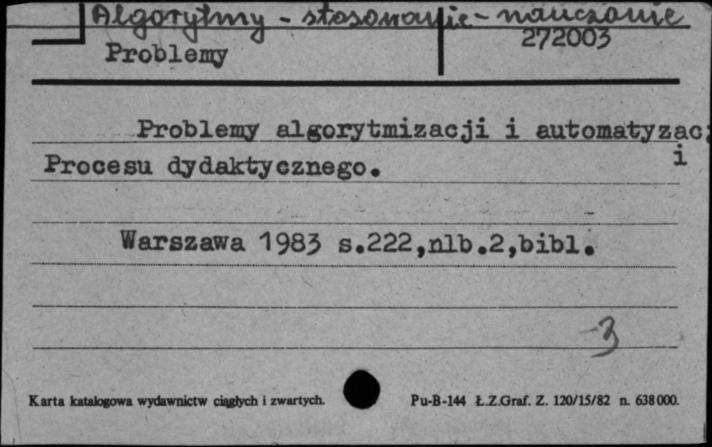 Algorytmy - stosowanie - nauczanie
272003
Problemy
Problemy algorytmizacji i automatyzac
i
Procesu dydaktycznego.
Warszawa 1983 s.222,nlb.2,bibl.
3
Karta katalogowa wydawnictw ciągłych i zwartych. Pu-B-144 Ł.Z.Graf. Z. 120/15/82 n. 638000.